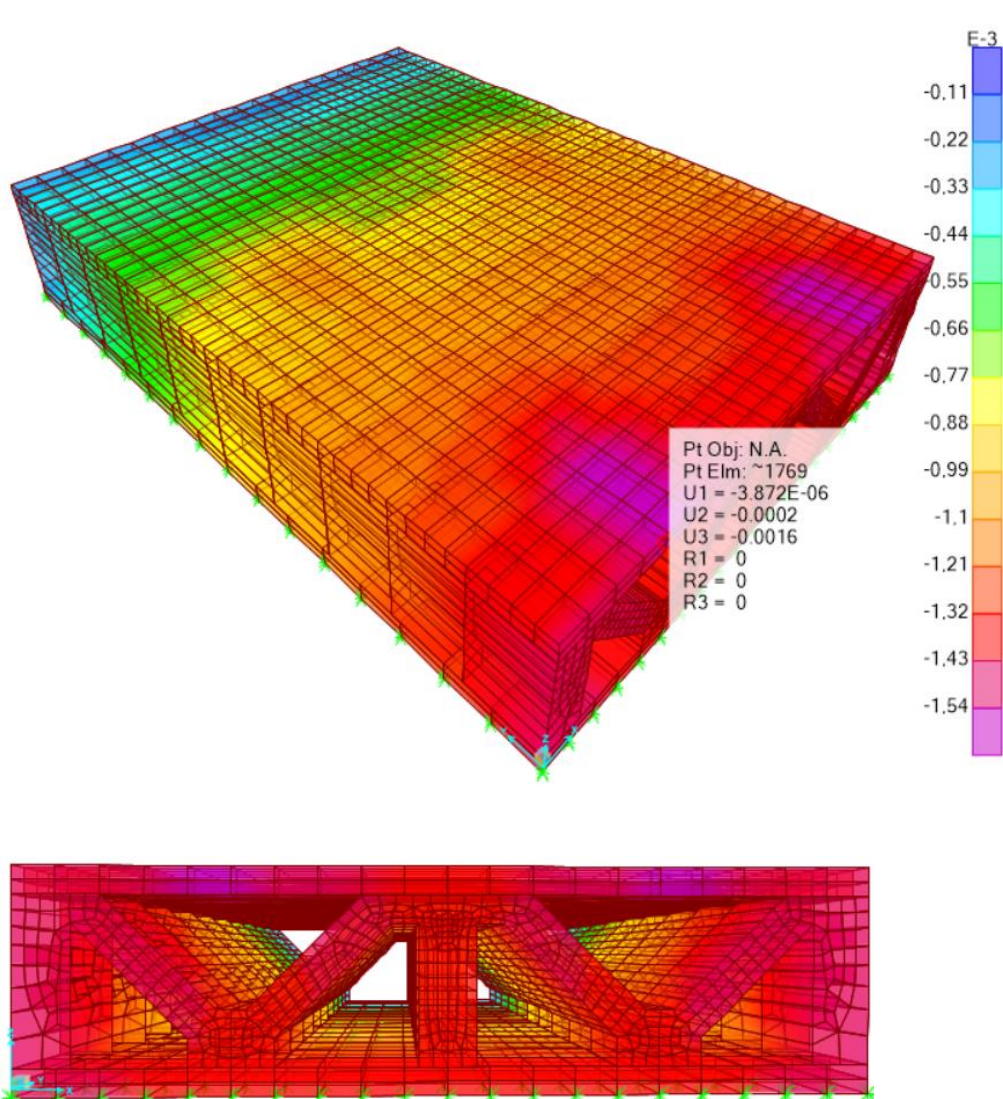 E-3
-0,11
-0,22
-0,33
-0,44
-0,55
-0,66
-0,77
-0,88
-0,99
-1,1
-1,21
-1,32
-1,43
-1,54
Pt Obj: N.A.
Pt Elm: ~1769
U1 = -3.872E-06
U2 = -0.0002
U3 = -0.0016
R1 = 0
R2 = 0
R3 = 0